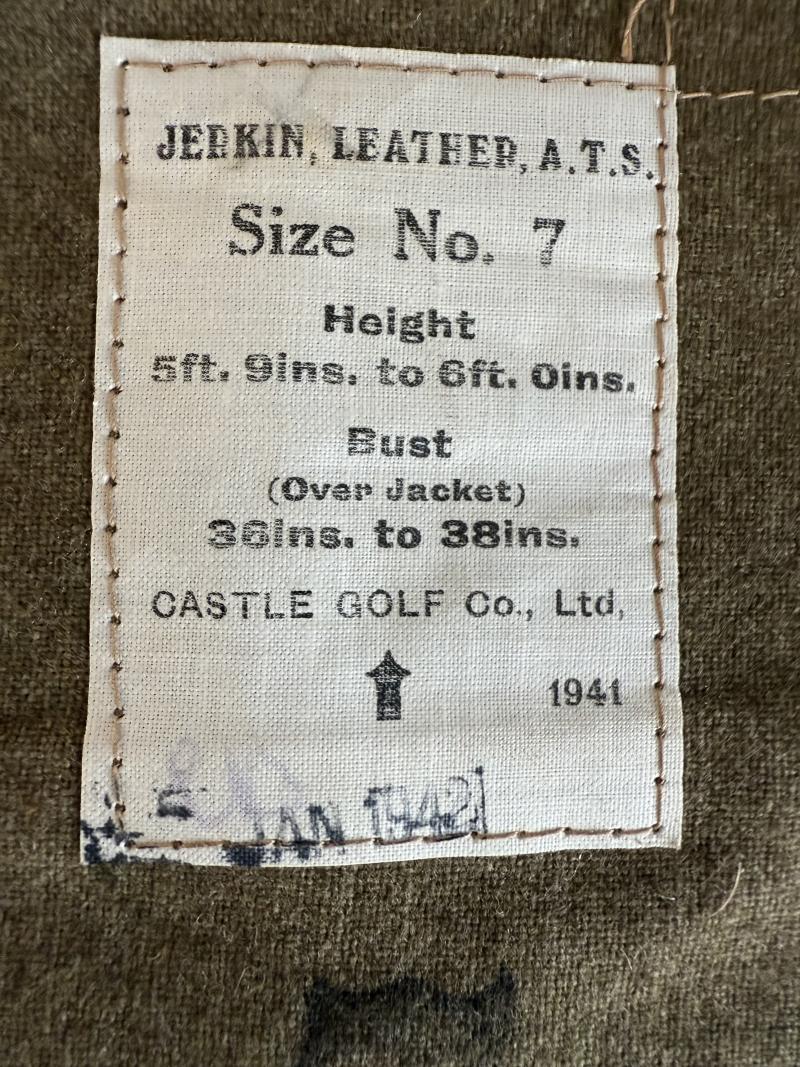 JERKIN, LEATHER, A.T.S.
Size No. 7
Height
5ft. 9ins. to 6ft. 0ins.
Bust
(Over Jacket)
36ins. to 38ins.
CASTLE GOLF Co., Ltd.
1941
JAN 1942